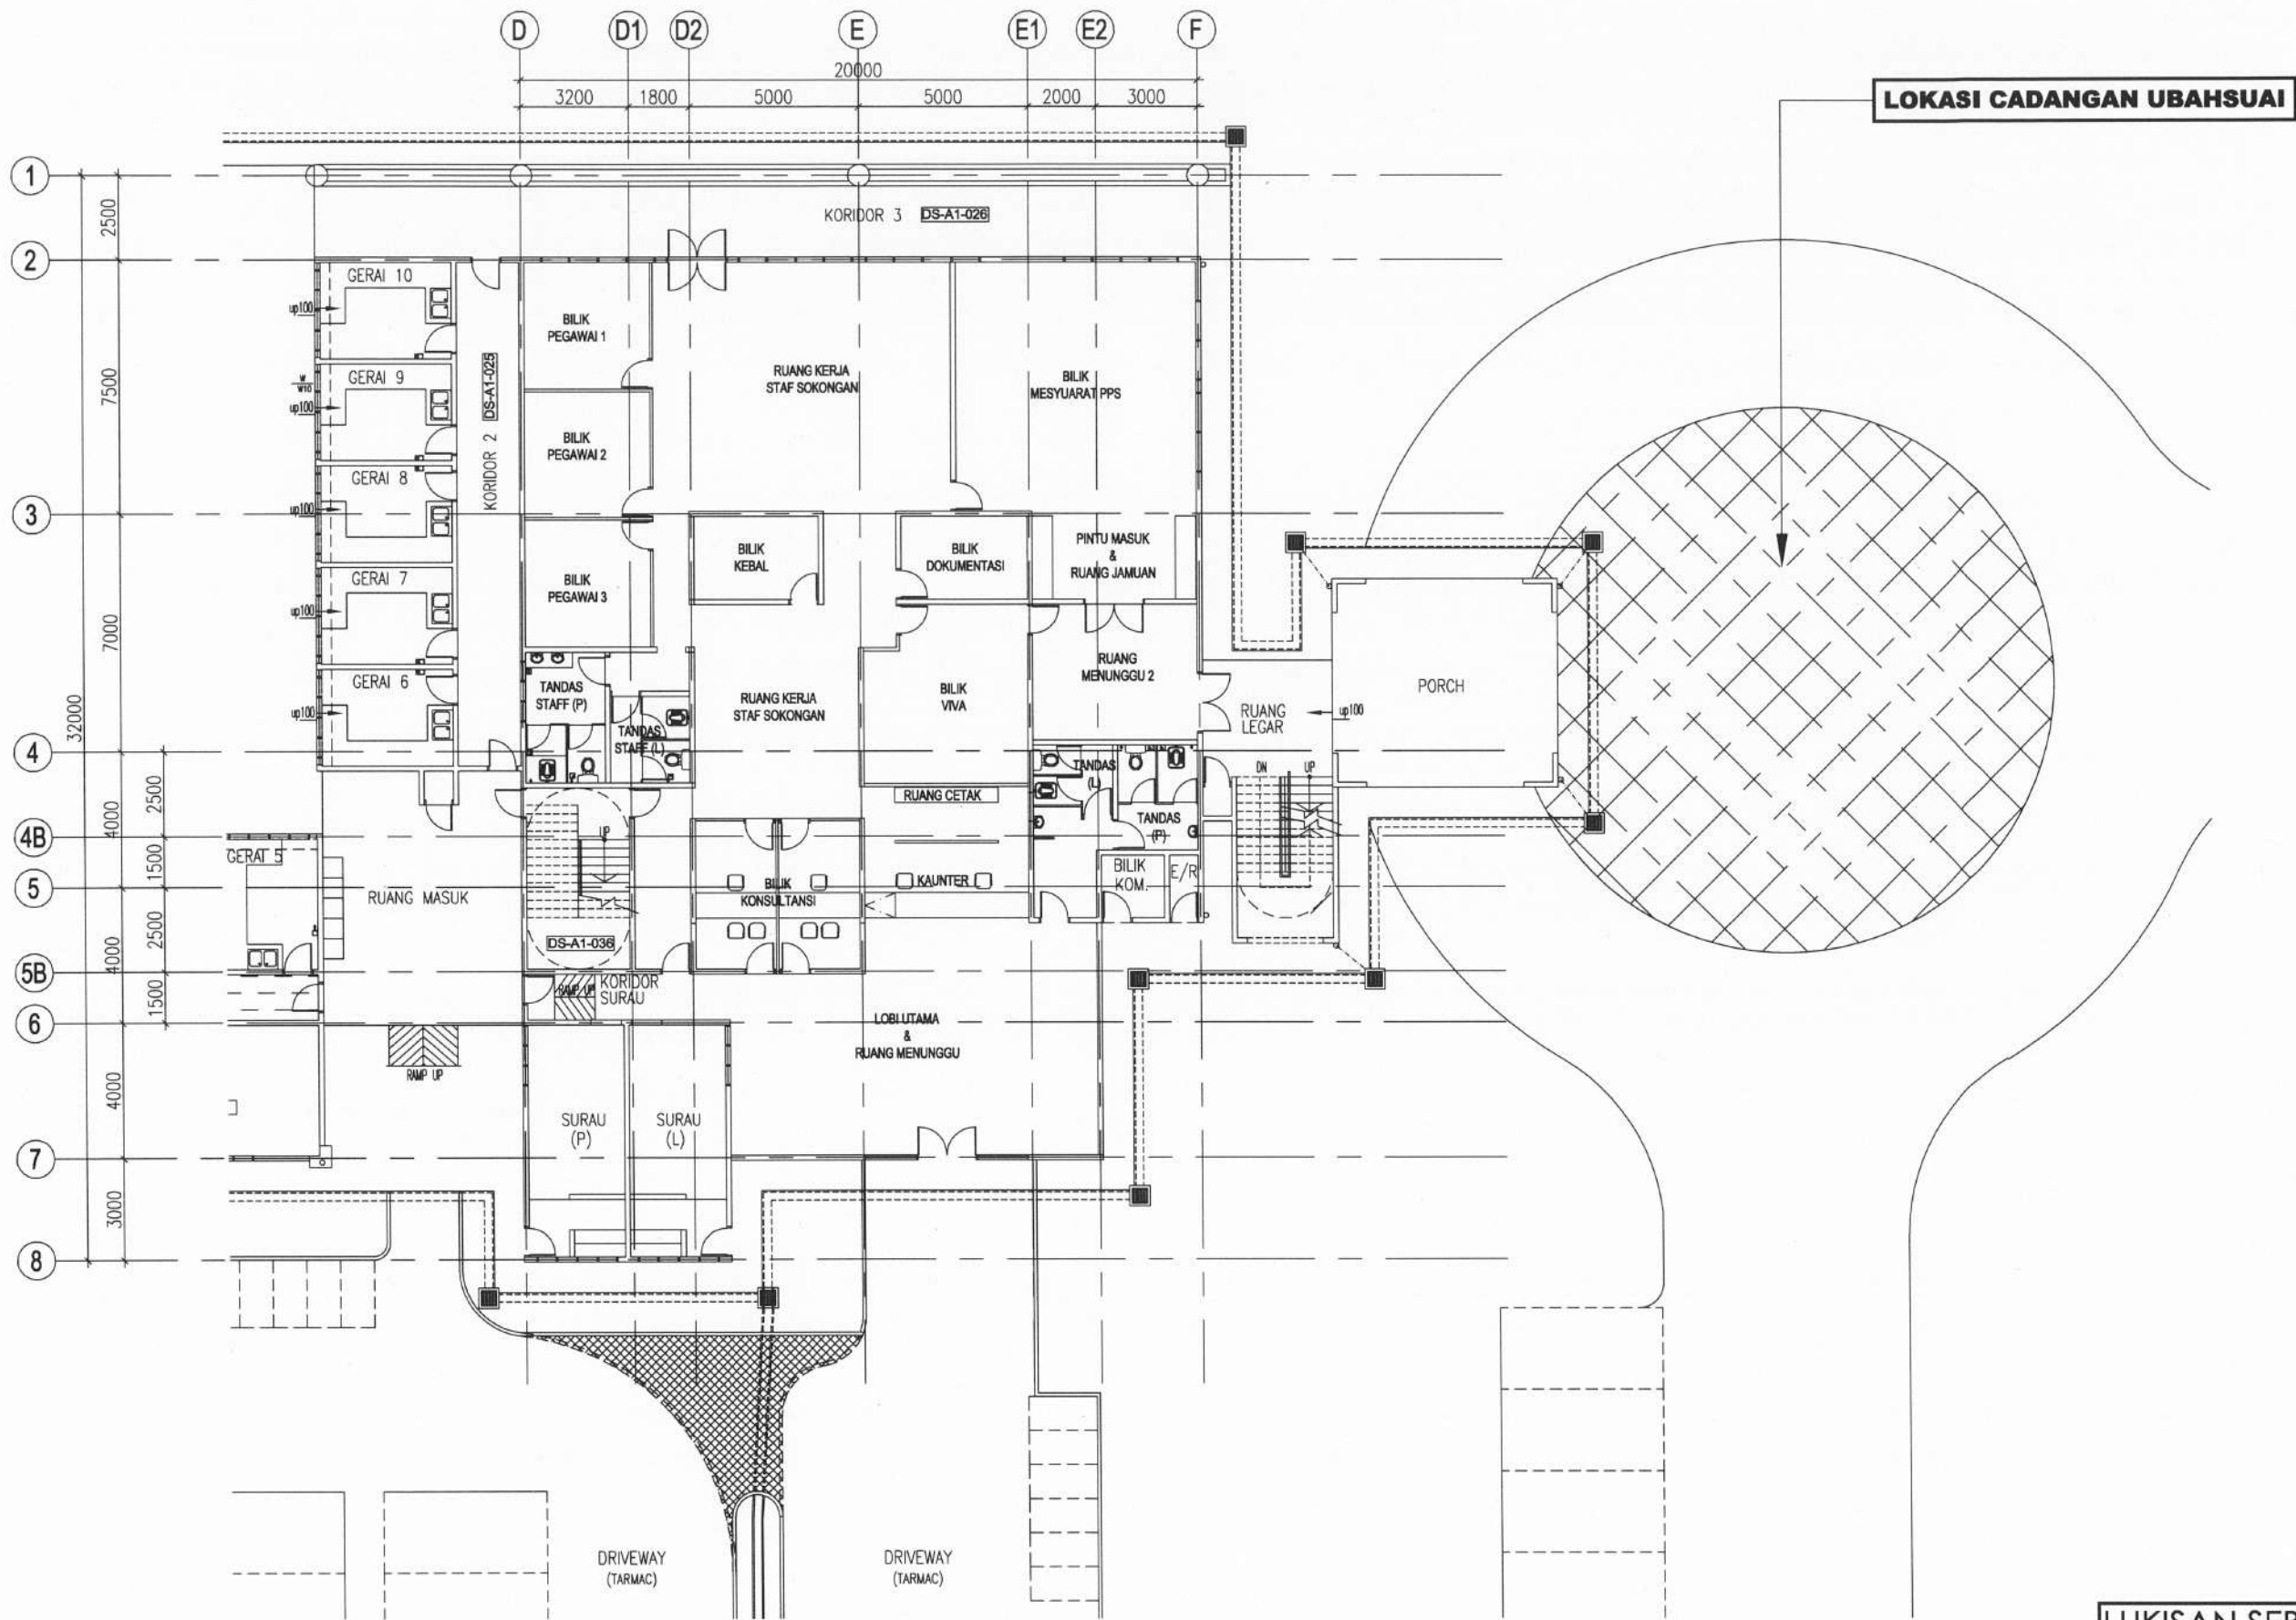 D D1 D2 E E1 E2 F
20000
3200 1800 5000 5000 2000 3000
LOKASI CADANGAN UBAHSUAI
1
2500
KORIDOR 3 DS-A1-026
2
7500
GERAI 10
up100
BILIK
PEGAWAI 1
RUANG KERJA
STAF SOKONGAN
BILIK
MESYUARAT PPS
GERAI 9
W
W10
up100
KORIDOR 2 DS-A1-025
BILIK
PEGAWAI 2
GERAI 8
up100
3
BILIK
KEBAL
BILIK
DOKUMENTASI
PINTU MASUK
&
RUANG JAMUAN
7000
GERAI 7
up100
BILIK
PEGAWAI 3
32000
GERAI 6
up100
TANDAS
STAFF (P)
TANDAS
STAFF (L)
RUANG KERJA
STAF SOKONGAN
BILIK
VIVA
RUANG
MENUNGGU 2
RUANG
LEGAR
up100
PORCH
4
2500
4000
RUANG CETAK
TANDAS
(L)
TANDAS
(P)
DN UP
4B
GERAI 5
UP
1500
5
RUANG MASUK
BILIK
KONSULTANSI
KAUNTER
BILIK
KOM.
E/R
2500
4000
DS-A1-036
5B
1500
RAMP UP
KORIDOR
SURAU
6
LOBI UTAMA
&
RUANG MENUNGGU
RAMP UP
4000
SURAU
(P)
SURAU
(L)
7
3000
8
DRIVEWAY
(TARMAC)
DRIVEWAY
(TARMAC)